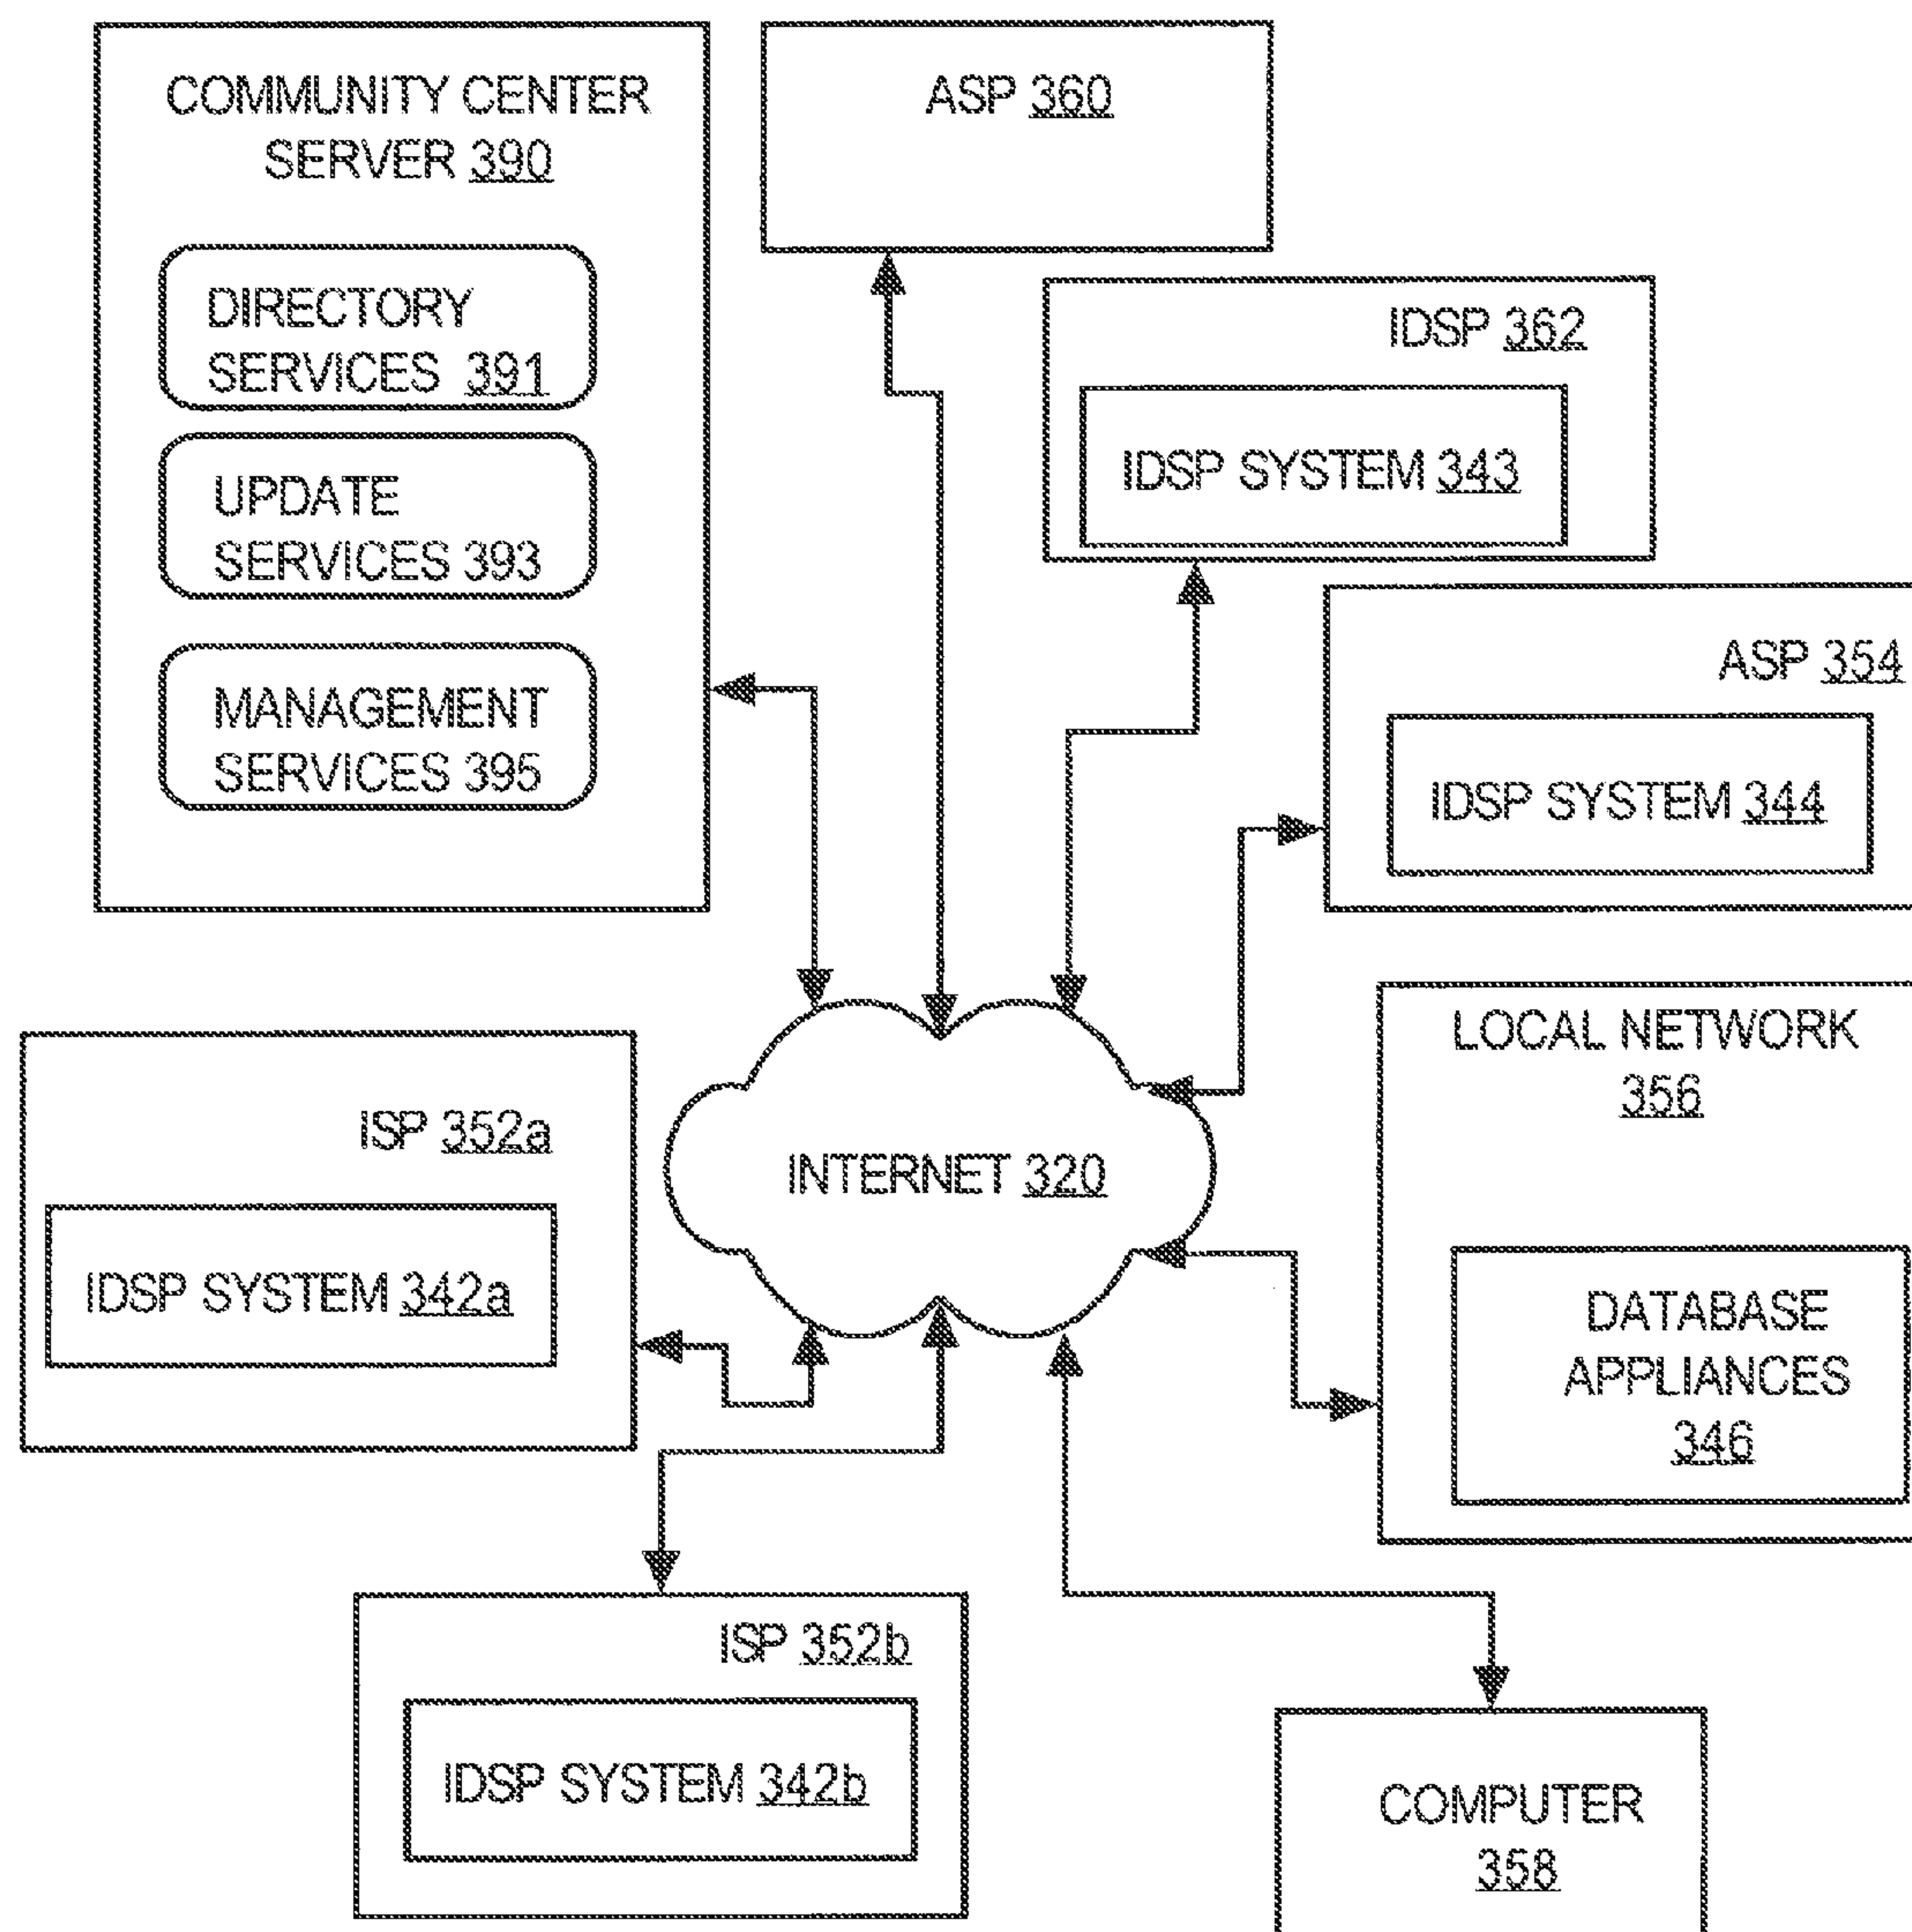 COMMUNITY CENTER
SERVER 390
DIRECTORY
SERVICES 391
UPDATE
SERVICES 393
MANAGEMENT
SERVICES 395
ASP 360
IDSP 362
IDSP SYSTEM 343
ASP 354
IDSP SYSTEM 344
LOCAL NETWORK
356
DATABASE
APPLIANCES
346
INTERNET 320
ISP 352a
IDSP SYSTEM 342a
ISP 352b
IDSP SYSTEM 342b
COMPUTER
358